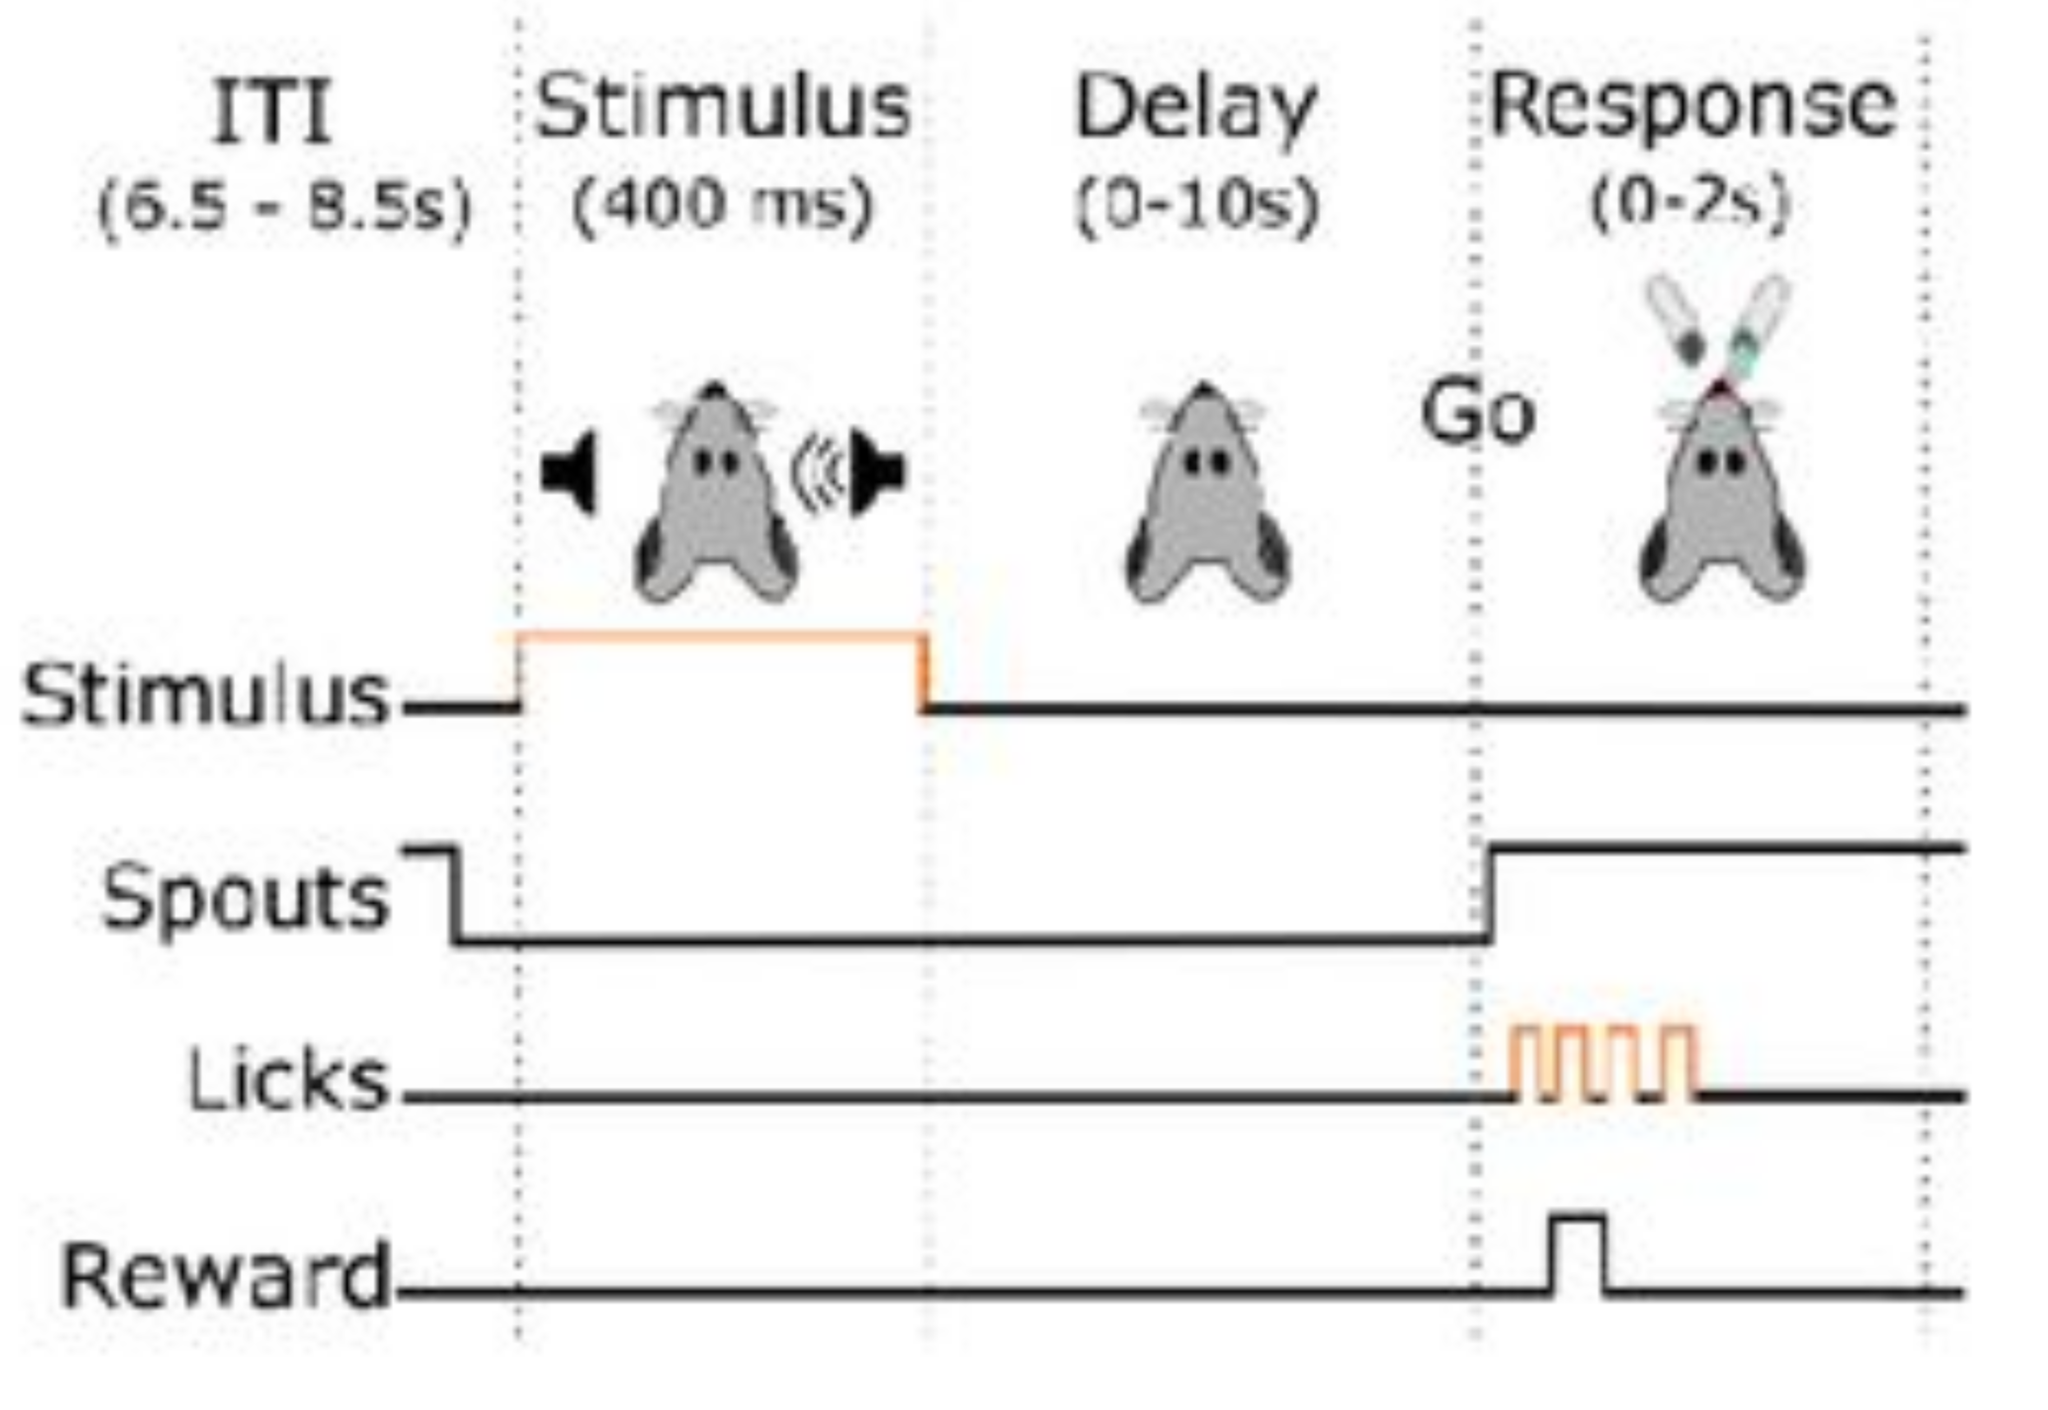 ITI
(6.5 - 8.5s)
Stimulus
(400 ms)
Delay
(0-10s)
Response
(0-2s)
Go
Stimulus
Spouts
Licks
Reward